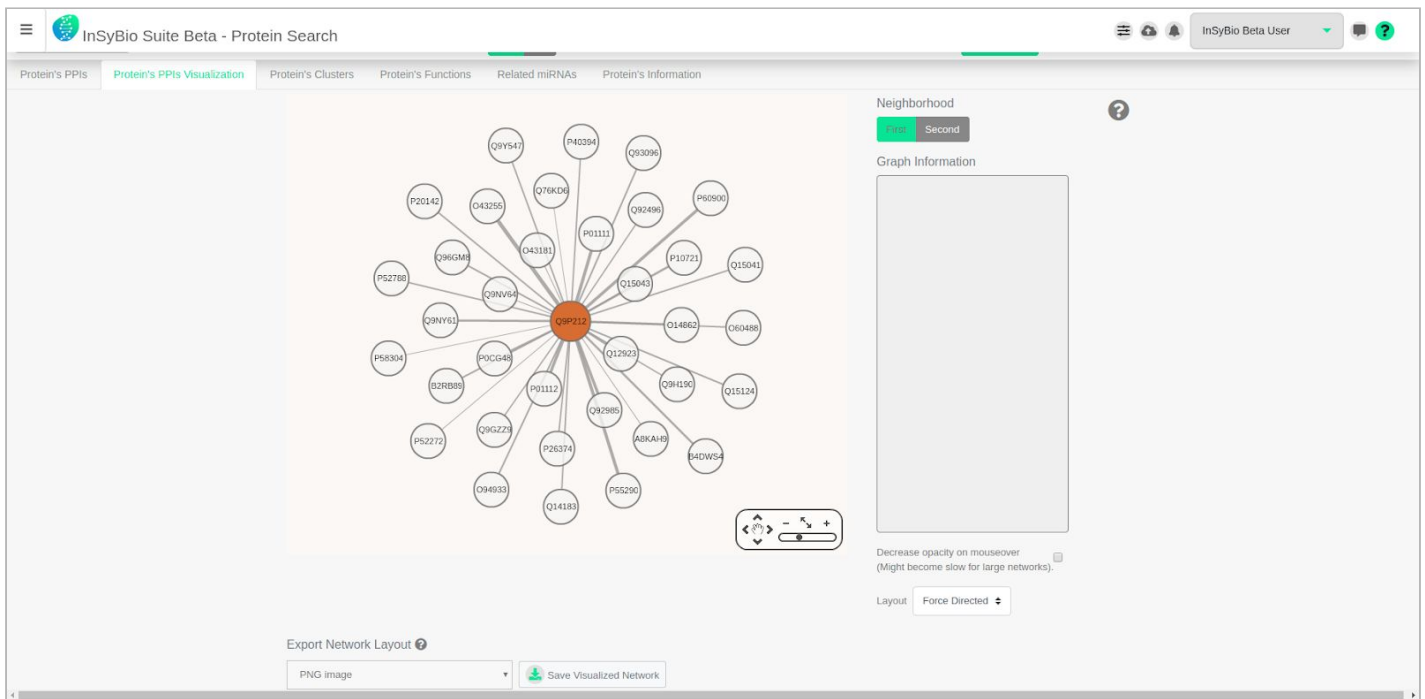 InSyBio Suite Beta - Protein Search
InSyBio Beta User
?
Protein's PPIs
Protein's PPIs Visualization
Protein's Clusters
Protein's Functions
Related miRNAs
Protein's Information
Neighborhood
?
First
Second
Graph Information
Q9Y547
P40394
Q93096
P20142
O43255
Q76KD6
Q92496
P60900
P01111
Q96GM8
O43181
P10721
Q15041
P52788
Q9NV64
Q15043
Q9NY61
Q9P212
O14862
O60488
P58304
P0CG48
Q12923
B2RB89
P01112
Q9H190
Q15124
Q92985
P52272
Q9GZZ9
P26374
A8KAH9
B4DWS4
O94933
Q14183
P55290
- +
Decrease opacity on mouseover
(Might become slow for large networks).
Layout
Force Directed
Export Network Layout ?
PNG image
Save Visualized Network